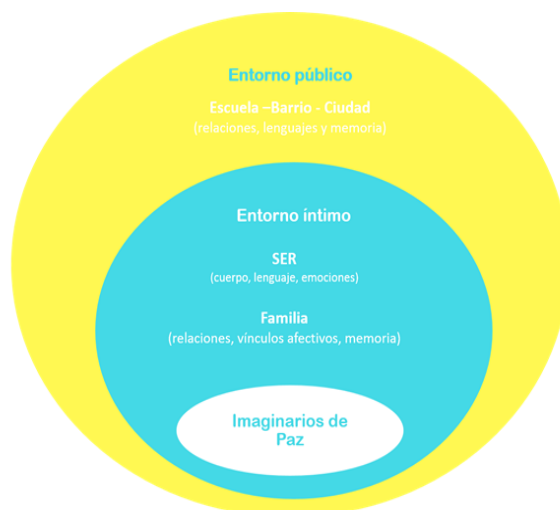 Entorno público
Escuela –Barrio - Ciudad
(relaciones, lenguajes y memoria)
Entorno íntimo
SER
(cuerpo, lenguaje, emociones)
Familia
(relaciones, vínculos afectivos, memoria)
Imaginarios de
Paz